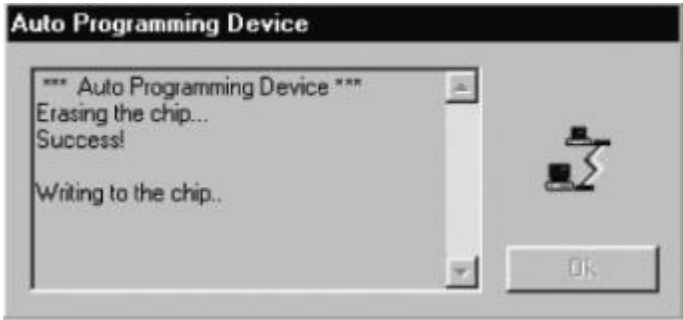 Auto Programming Device
*** Auto Programming Device ***
Erasing the chip...
Success!
Writing to the chip..
Ok